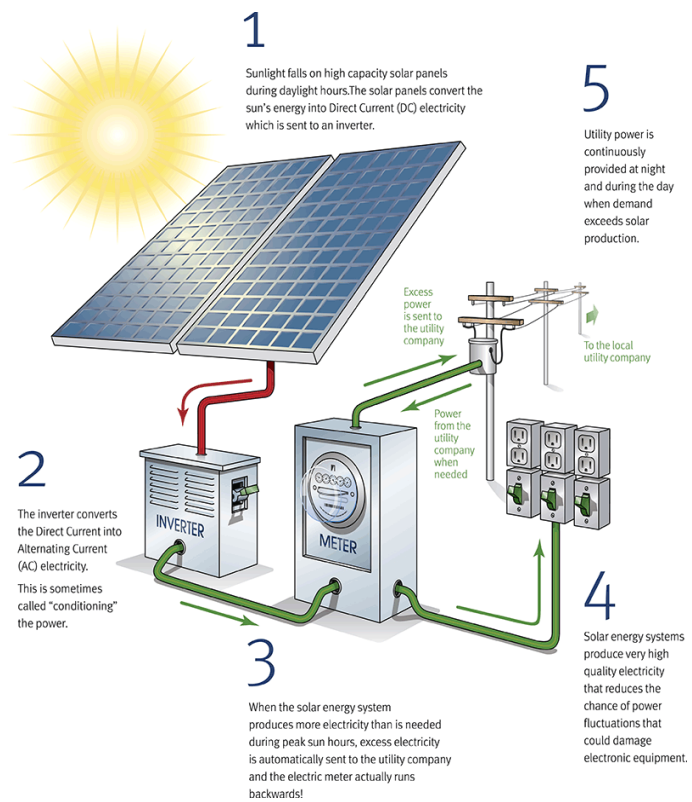 1
Sunlight falls on high capacity solar panels
during daylight hours.The solar panels convert the
sun's energy into Direct Current (DC) electricity
which is sent to an inverter.
5
Utility power is
continuously
provided at night
and during the day
when demand
exceeds solar
production.
Excess
power
is sent to
the utility
company
To the local
utility company
Power
from the
utility
company
when
needed
2
The inverter converts
the Direct Current into
Alternating Current
(AC) electricity.
This is sometimes
called “conditioning”
the power.
INVERTER
METER
3
When the solar energy system
produces more electricity than is needed
during peak sun hours, excess electricity
is automatically sent to the utility company
and the electric meter actually runs
backwards!
4
Solar energy systems
produce very high
quality electricity
that reduces the
chance of power
fluctuations that
could damage
electronic equipment.